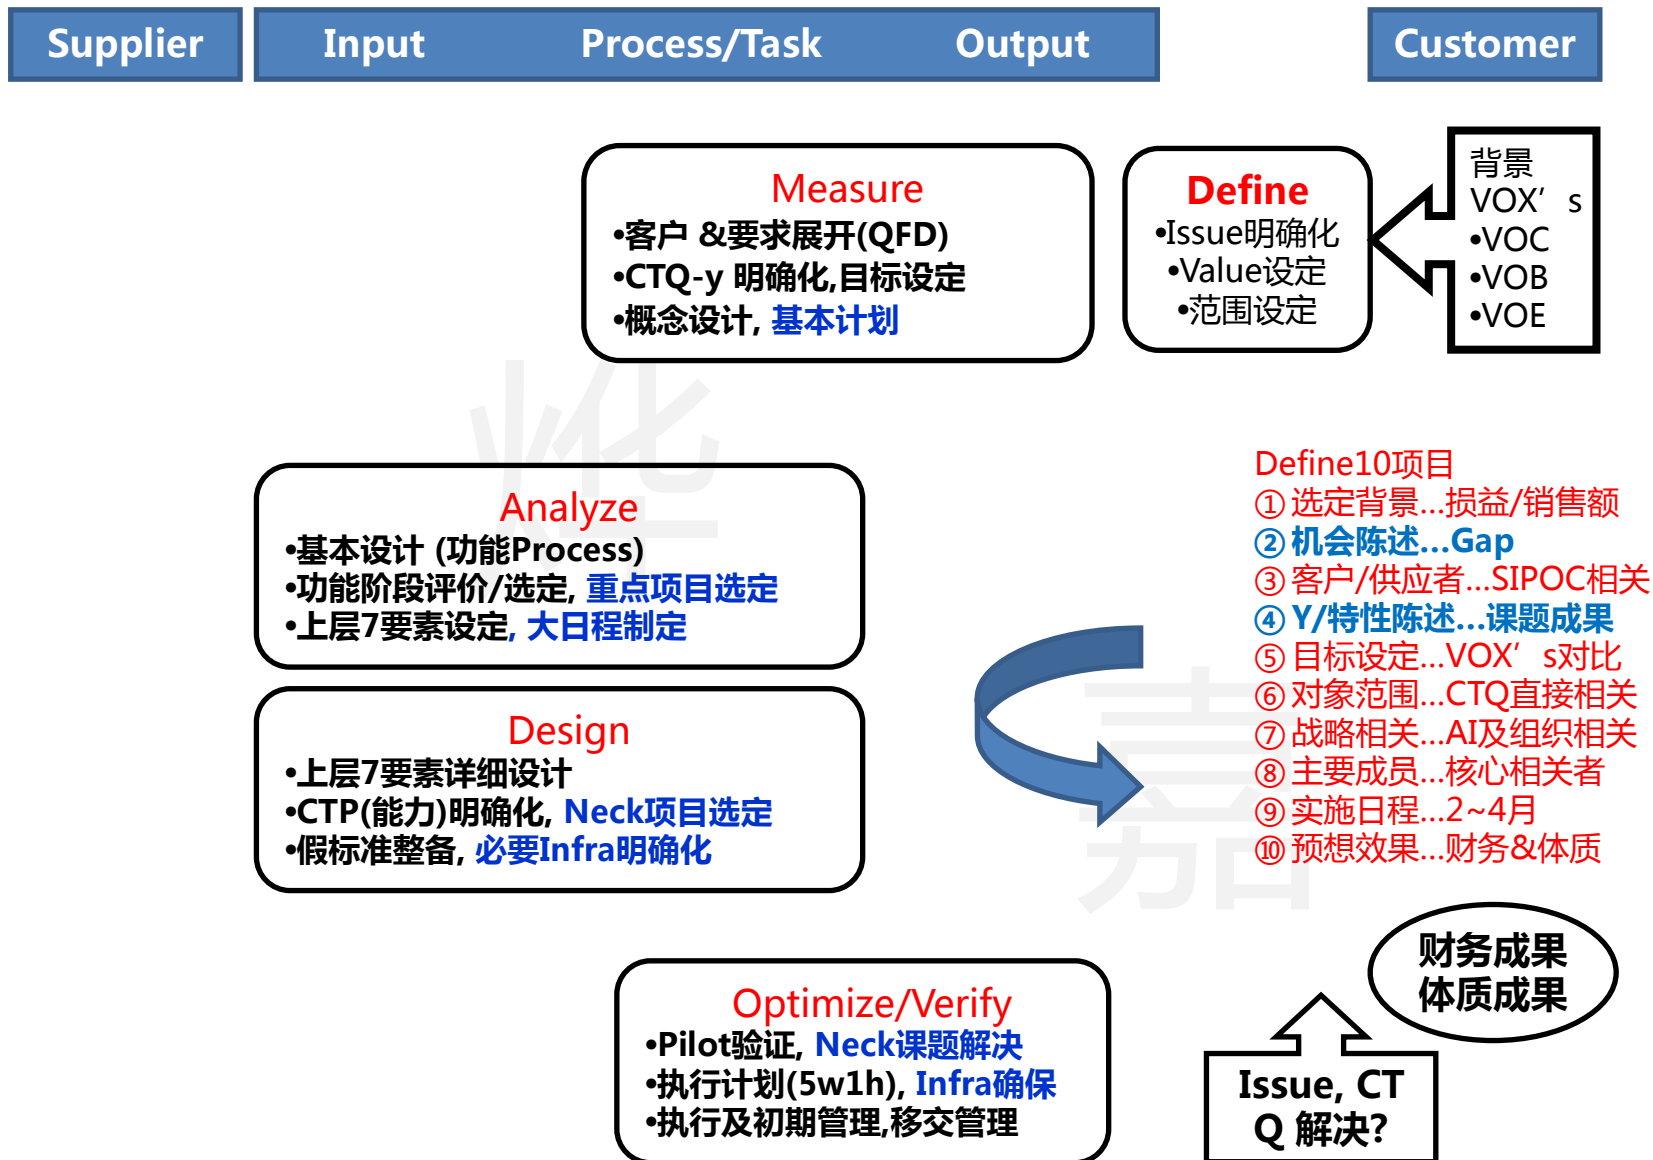 Supplier
Input Process/Task Output
Customer
Measure
•客户 &要求展开(QFD)
•CTQ-y 明确化,目标设定
•概念设计, 基本计划
Define
•Issue明确化
•Value设定
•范围设定
背景
VOX’s
•VOC
•VOB
•VOE
Analyze
•基本设计 (功能Process)
•功能阶段评价/选定, 重点项目选定
•上层7要素设定, 大日程制定
Design
•上层7要素详细设计
•CTP(能力)明确化, Neck项目选定
•假标准整备, 必要Infra明确化
Define10项目
① 选定背景…损益/销售额
② 机会陈述…Gap
③ 客户/供应者…SIPOC相关
④ Y/特性陈述…课题成果
⑤ 目标设定…VOX’s对比
⑥ 对象范围…CTQ直接相关
⑦ 战略相关…AI及组织相关
⑧ 主要成员…核心相关者
⑨ 实施日程…2~4月
⑩ 预想效果…财务&体质
财务成果
体质成果
Optimize/Verify
•Pilot验证, Neck课题解决
•执行计划(5w1h), Infra确保
•执行及初期管理,移交管理
Issue, CT
Q 解决?
烨
嘉